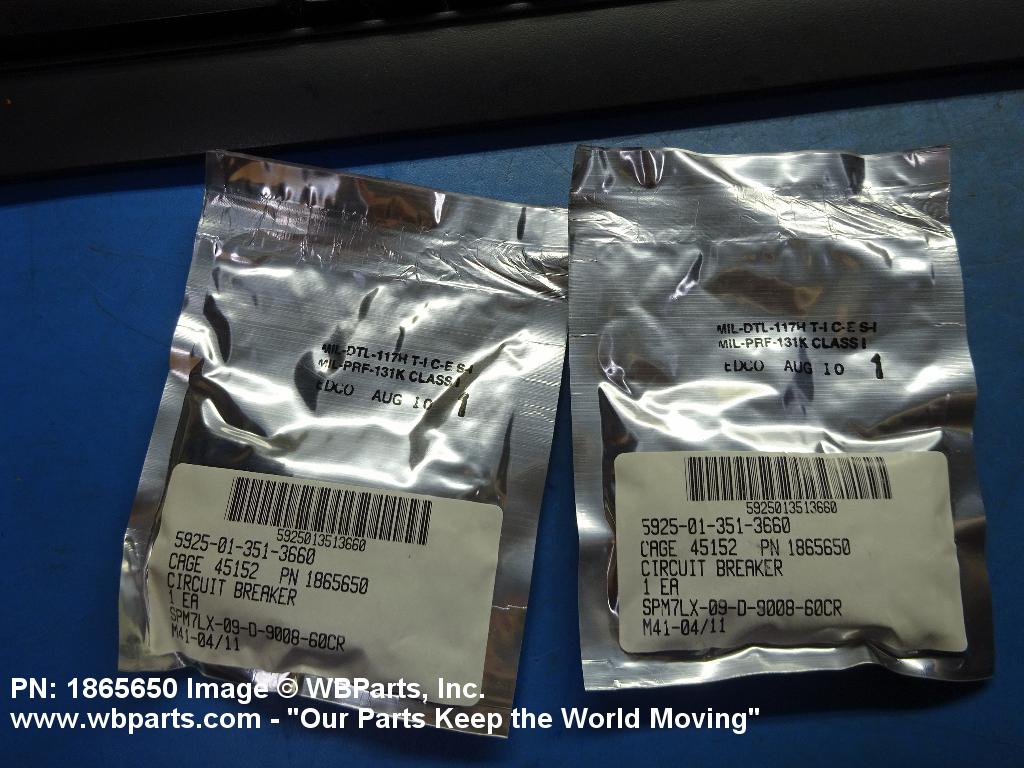 MIL-DTL-117H T-I C-E S-I
MIL-PRF-131K CLASS I
EDCO AUG 10 1
5925013513660
5925-01-351-3660
CAGE 45152 PN 1865650
CIRCUIT BREAKER
1 EA
SPM7LX-09-D-9008-60CR
M41-04/11
MIL-DTL-117H T-I C-E S-I
MIL-PRF-131K CLASS I
EDCO AUG 10 1
5925013513660
5925-01-351-3660
CAGE 45152 PN 1865650
CIRCUIT BREAKER
1 EA
SPM7LX-09-D-9008-60CR
M41-04/11
PN: 1865650 Image © WBParts, Inc.
www.wbparts.com - "Our Parts Keep the World Moving"